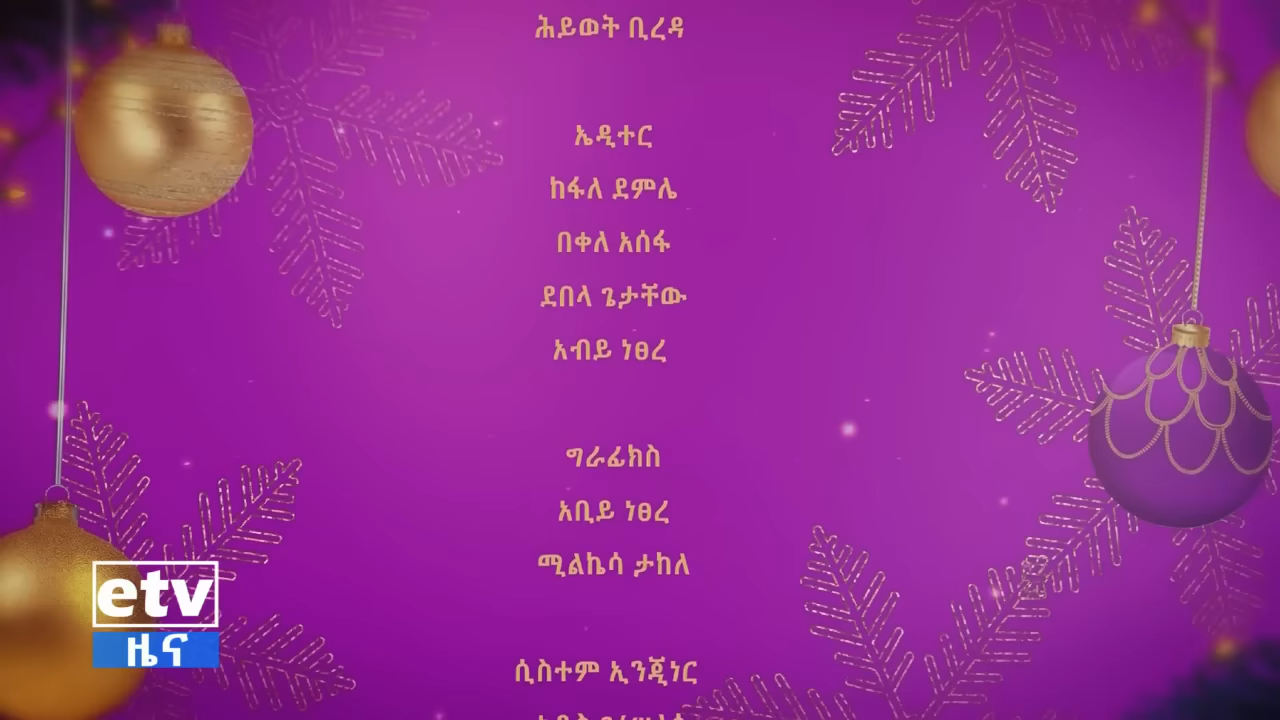 ሕይወት ቢረዳ
ኤዲተር
ከፋለ ደምሌ
በቀለ አሰፋ
ደበላ ጌታቸው
አብይ ነፀረ
ግራፊክስ
አቢይ ነፀረ
ሚልኬሳ ታከለ
ሲስተም ኢንጂነር
etv
ዜና